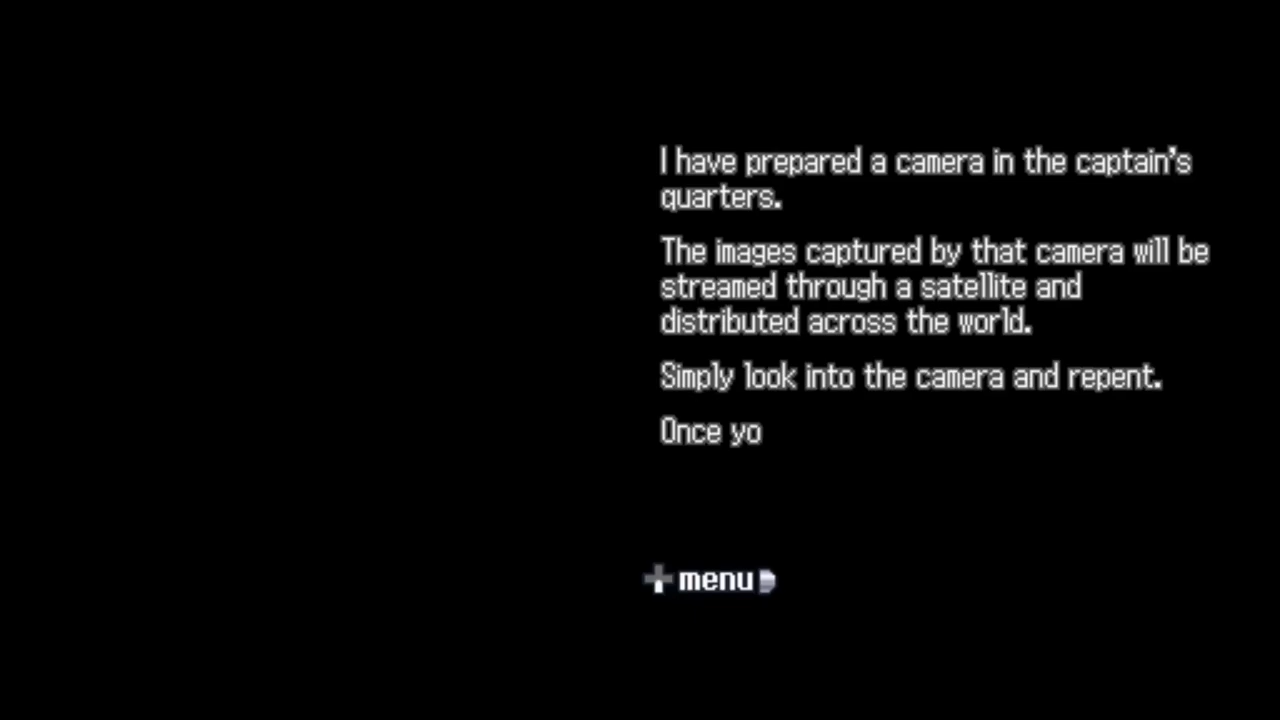 I have prepared a camera in the captain's
quarters.
The images captured by that camera will be
streamed through a satellite and
distributed across the world.
Simply look into the camera and repent.
Once yo
menu